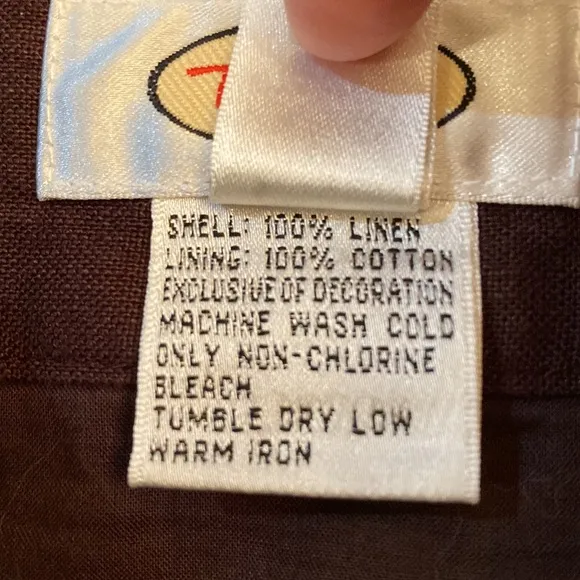 SHELL: 100% LINEN
LINING: 100% COTTON
EXCLUSIVE OF DECORATION
MACHINE WASH COLD
ONLY NON-CHLORINE
BLEACH
TUMBLE DRY LOW
WARM IRON